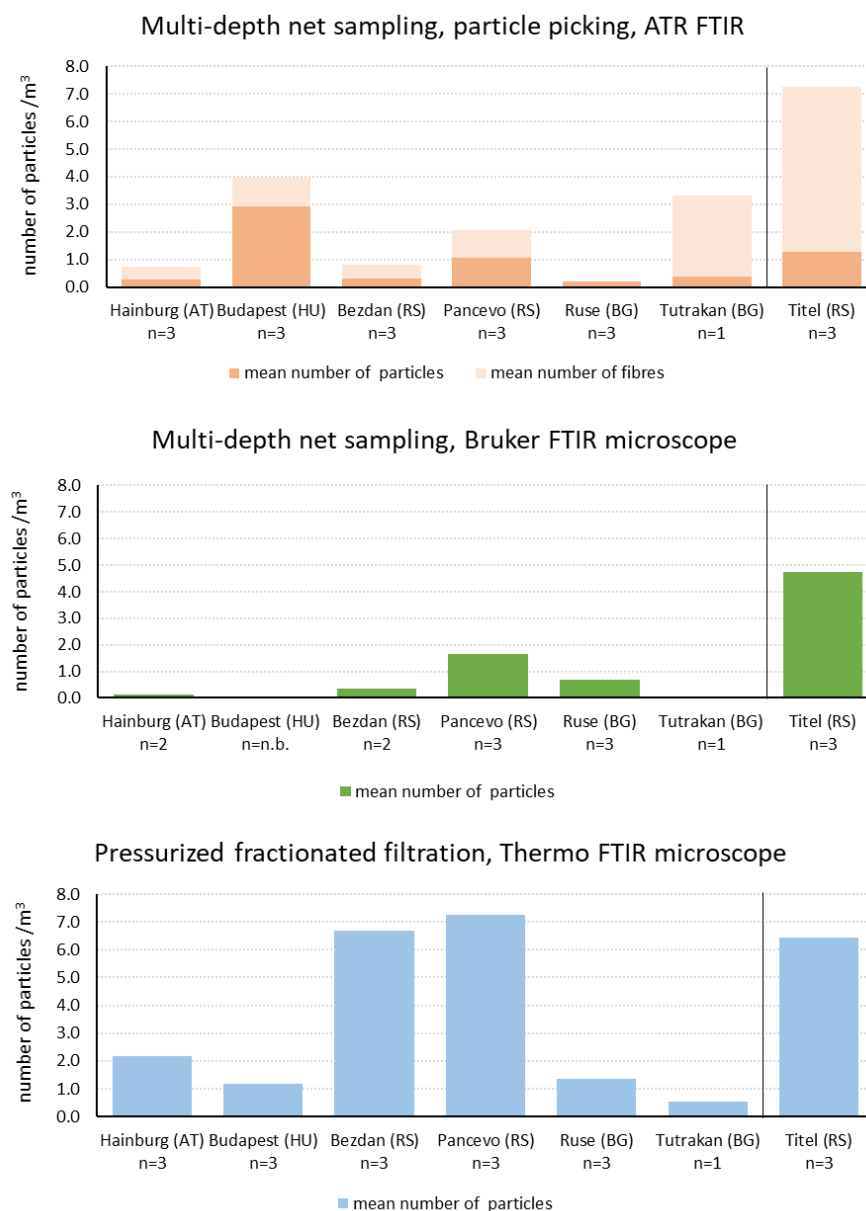 Multi-depth net sampling, particle picking, ATR FTIR
number of particles /m³
8.0
7.0
6.0
5.0
4.0
3.0
2.0
1.0
0.0
Hainburg (AT) Budapest (HU) Bezdan (RS) Pancevo (RS) Ruse (BG) Tutrakan (BG) Titel (RS)
n=3 n=3 n=3 n=3 n=3 n=1 n=3
mean number of particles mean number of fibres
Multi-depth net sampling, Bruker FTIR microscope
number of particles /m³
8.0
7.0
6.0
5.0
4.0
3.0
2.0
1.0
0.0
Hainburg (AT) Budapest (HU) Bezdan (RS) Pancevo (RS) Ruse (BG) Tutrakan (BG) Titel (RS)
n=2 n=n.b. n=2 n=3 n=3 n=1 n=3
mean number of particles
Pressurized fractionated filtration, Thermo FTIR microscope
number of particles /m³
8.0
7.0
6.0
5.0
4.0
3.0
2.0
1.0
0.0
Hainburg (AT) Budapest (HU) Bezdan (RS) Pancevo (RS) Ruse (BG) Tutrakan (BG) Titel (RS)
n=3 n=3 n=3 n=3 n=3 n=1 n=3
mean number of particles